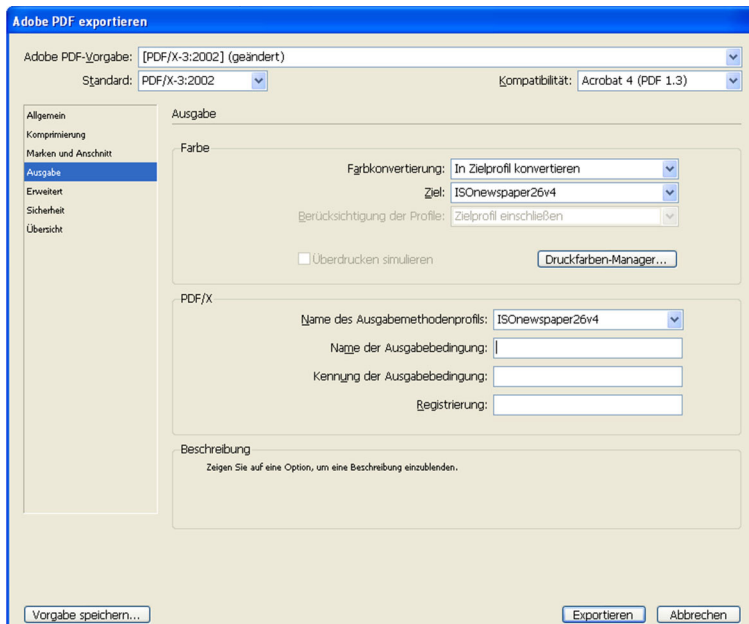 Adobe PDF exportieren
Adobe PDF-Vorgabe: [PDF/X-3:2002] (geändert)
Standard: PDF/X-3:2002 Kompatibilität: Acrobat 4 (PDF 1.3)
Allgemein
Komprimierung
Marken und Anschnitt
Ausgabe
Erweitert
Sicherheit
Übersicht
Ausgabe
Farbe
Farbkonvertierung: In Zielprofil konvertieren
Ziel: ISOnewspaper26v4
Berücksichtigung der Profile: Zielprofil einschließen
Überdrucken simulieren Druckfarben-Manager...
PDF/X
Name des Ausgabemethodenprofils: ISOnewspaper26v4
Name der Ausgabebedingung:
Kennung der Ausgabebedingung:
Registrierung:
Beschreibung
Zeigen Sie auf eine Option, um eine Beschreibung einzublenden.
Vorgabe speichern... Exportieren Abbrechen